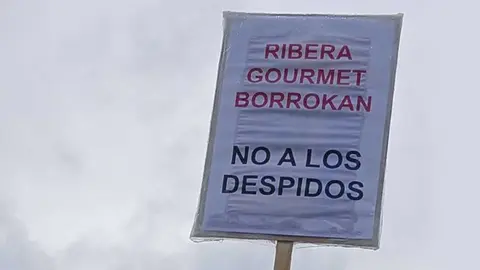 RIBERA
GOURMET
BORROKAN
NO A LOS
DESPIDOS